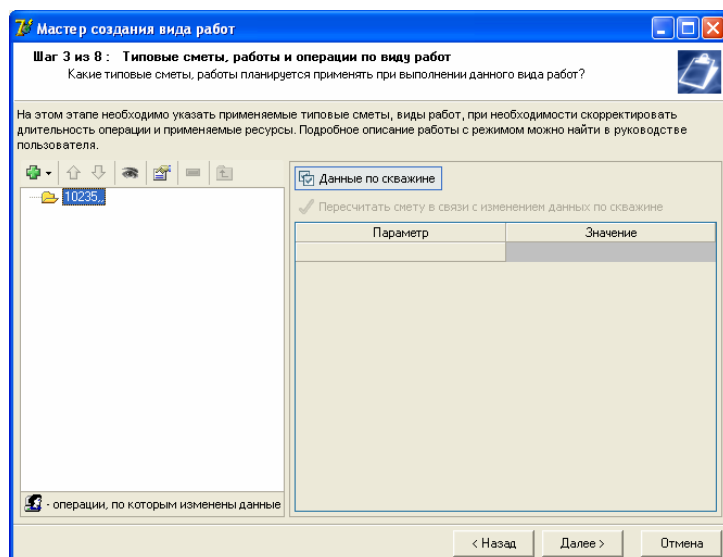 Мастер создания вида работ
Шаг 3 из 8 : Типовые сметы, работы и операции по виду работ
Какие типовые сметы, работы планируется применять при выполнении данного вида работ?
На этом этапе необходимо указать применяемые типовые сметы, виды работ, при необходимости скорректировать
длительность операции и применяемые ресурсы. Подробное описание работы с режимом можно найти в руководстве
пользователя.
Данные по скважине
10235,,
Пересчитать смету в связи с изменением данных по скважине
Параметр Значение
- операции, по которым изменены данные
< Назад Далее > Отмена